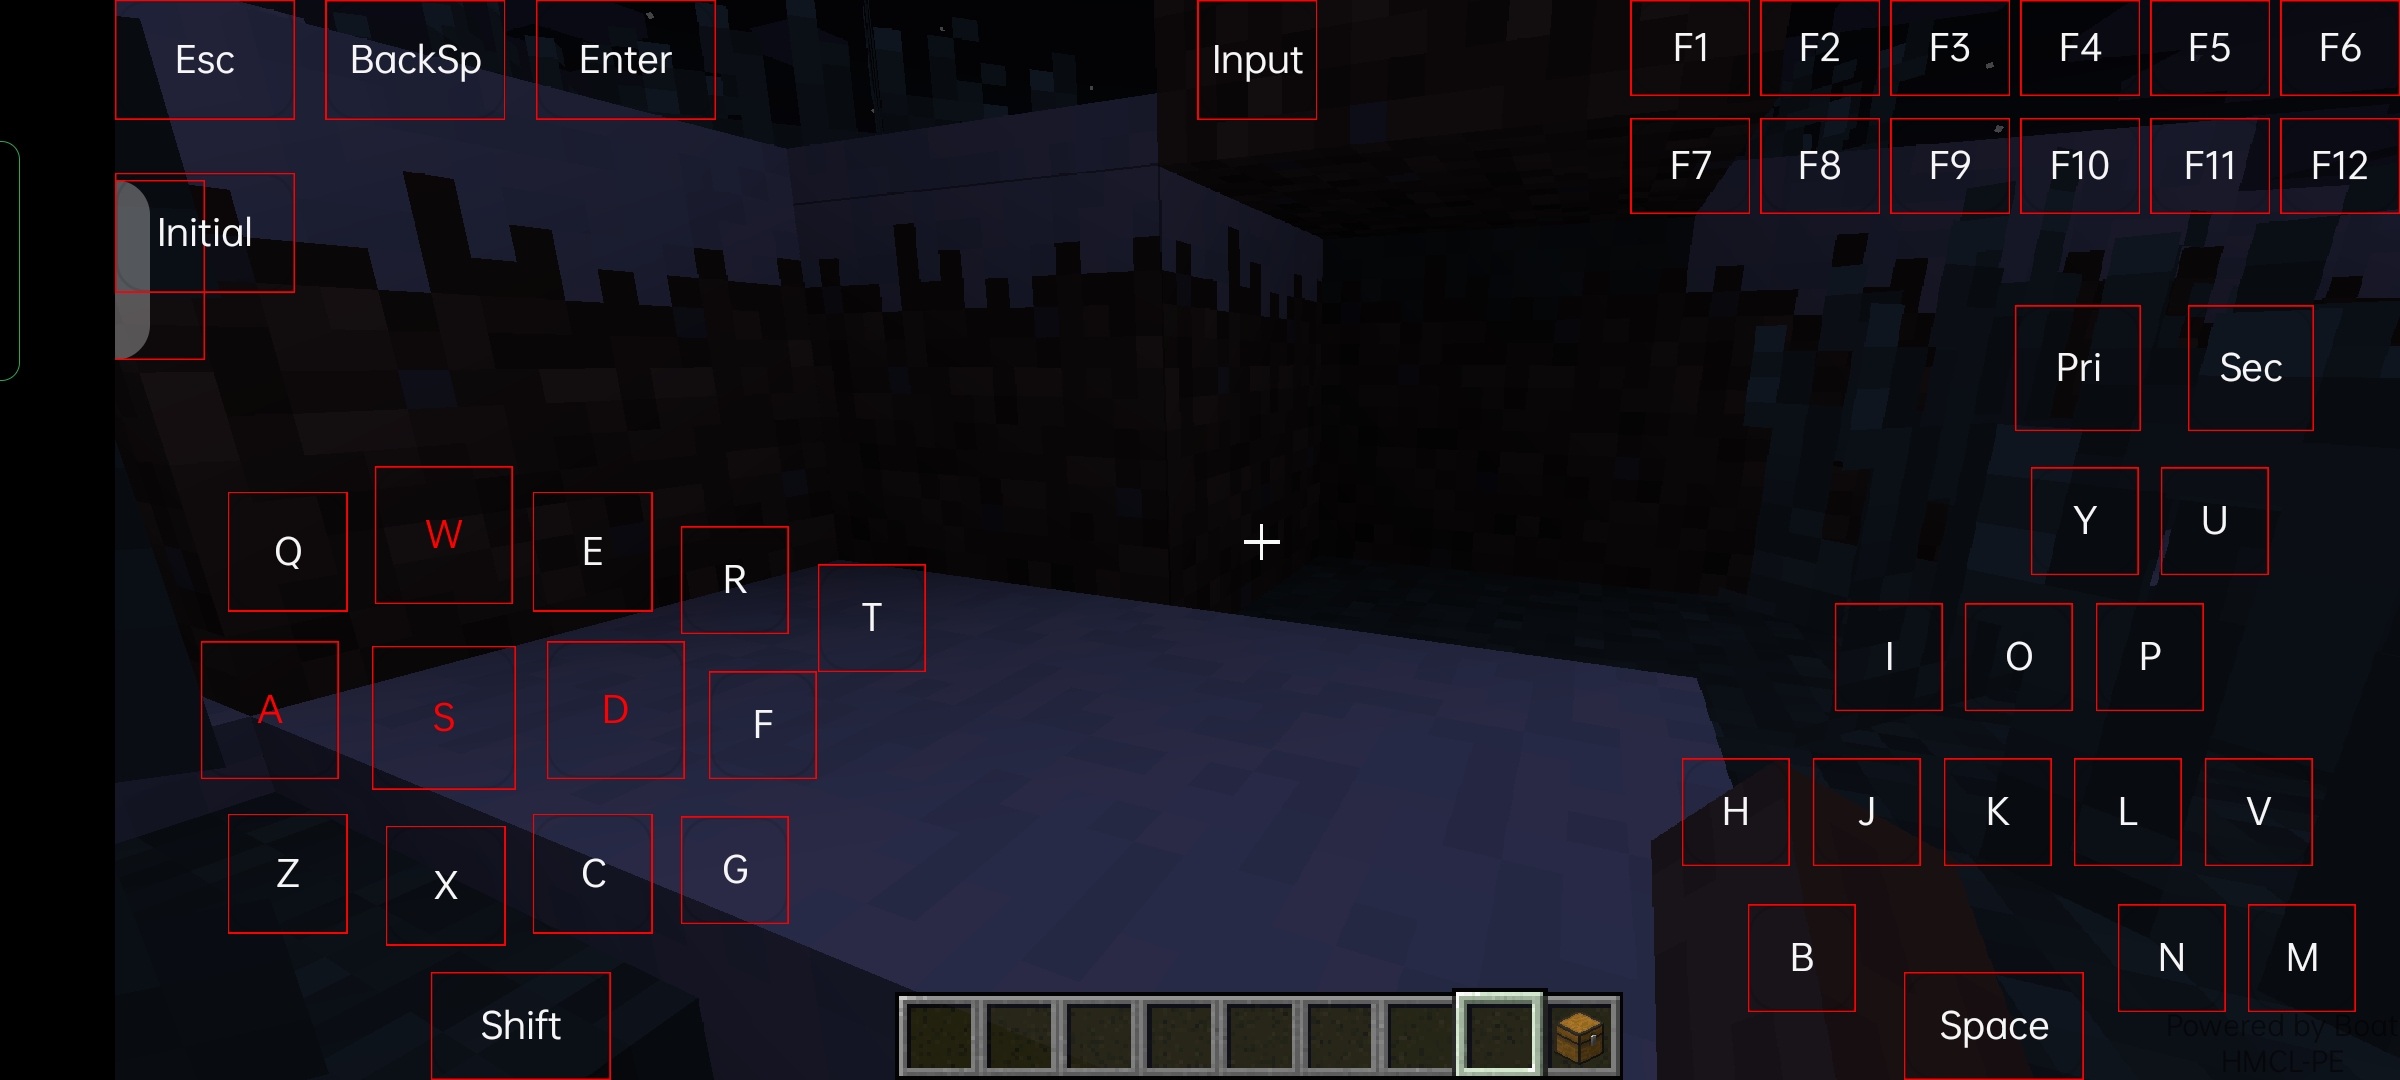 Esc BackSp Enter Input F1 F2 F3 F4 F5 F6
F7 F8 F9 F10 F11 F12
Initial
Pri Sec
Q W E R T Y U
I O P
A S D F
H J K L V
Z X C G
B N M
Shift Space
Powered by Boat
HMCL-PE